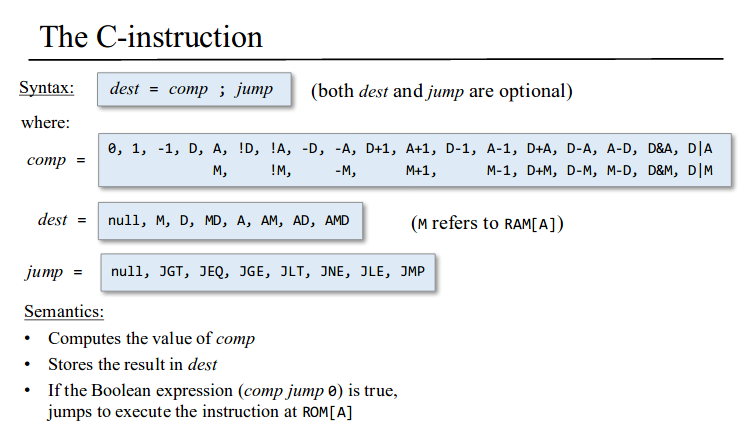 The C-instruction
Syntax: dest = comp ; jump (both dest and jump are optional)
where:
comp = 0, 1, -1, D, A, !D, !A, -D, -A, D+1, A+1, D-1, A-1, D+A, D-A, A-D, D&A, D|A
M, !M, -M, M+1, M-1, D+M, D-M, M-D, D&M, D|M
dest = null, M, D, MD, A, AM, AD, AMD (M refers to RAM[A])
jump = null, JGT, JEQ, JGE, JLT, JNE, JLE, JMP
Semantics:
• Computes the value of comp
• Stores the result in dest
• If the Boolean expression (comp jump 0) is true,
jumps to execute the instruction at ROM[A]